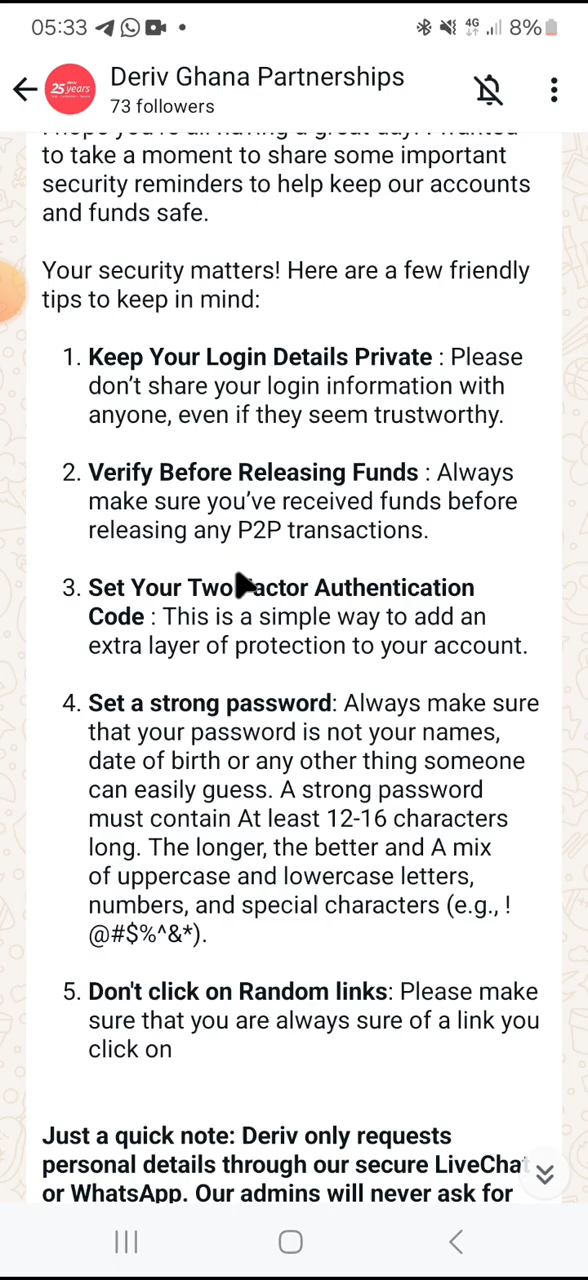 05:33
4G
8%
Deriv Ghana Partnerships
25 years
73 followers
to take a moment to share some important
security reminders to help keep our accounts
and funds safe.
Your security matters! Here are a few friendly
tips to keep in mind:
1. Keep Your Login Details Private : Please
don't share your login information with
anyone, even if they seem trustworthy.
2. Verify Before Releasing Funds : Always
make sure you've received funds before
releasing any P2P transactions.
3. Set Your Two Factor Authentication
Code : This is a simple way to add an
extra layer of protection to your account.
4. Set a strong password: Always make sure
that your password is not your names,
date of birth or any other thing someone
can easily guess. A strong password
must contain At least 12-16 characters
long. The longer, the better and A mix
of uppercase and lowercase letters,
numbers, and special characters (e.g., !
@#$%^&*).
5. Don't click on Random links: Please make
sure that you are always sure of a link you
click on
Just a quick note: Deriv only requests
personal details through our secure LiveChat
or WhatsApp. Our admins will never ask for